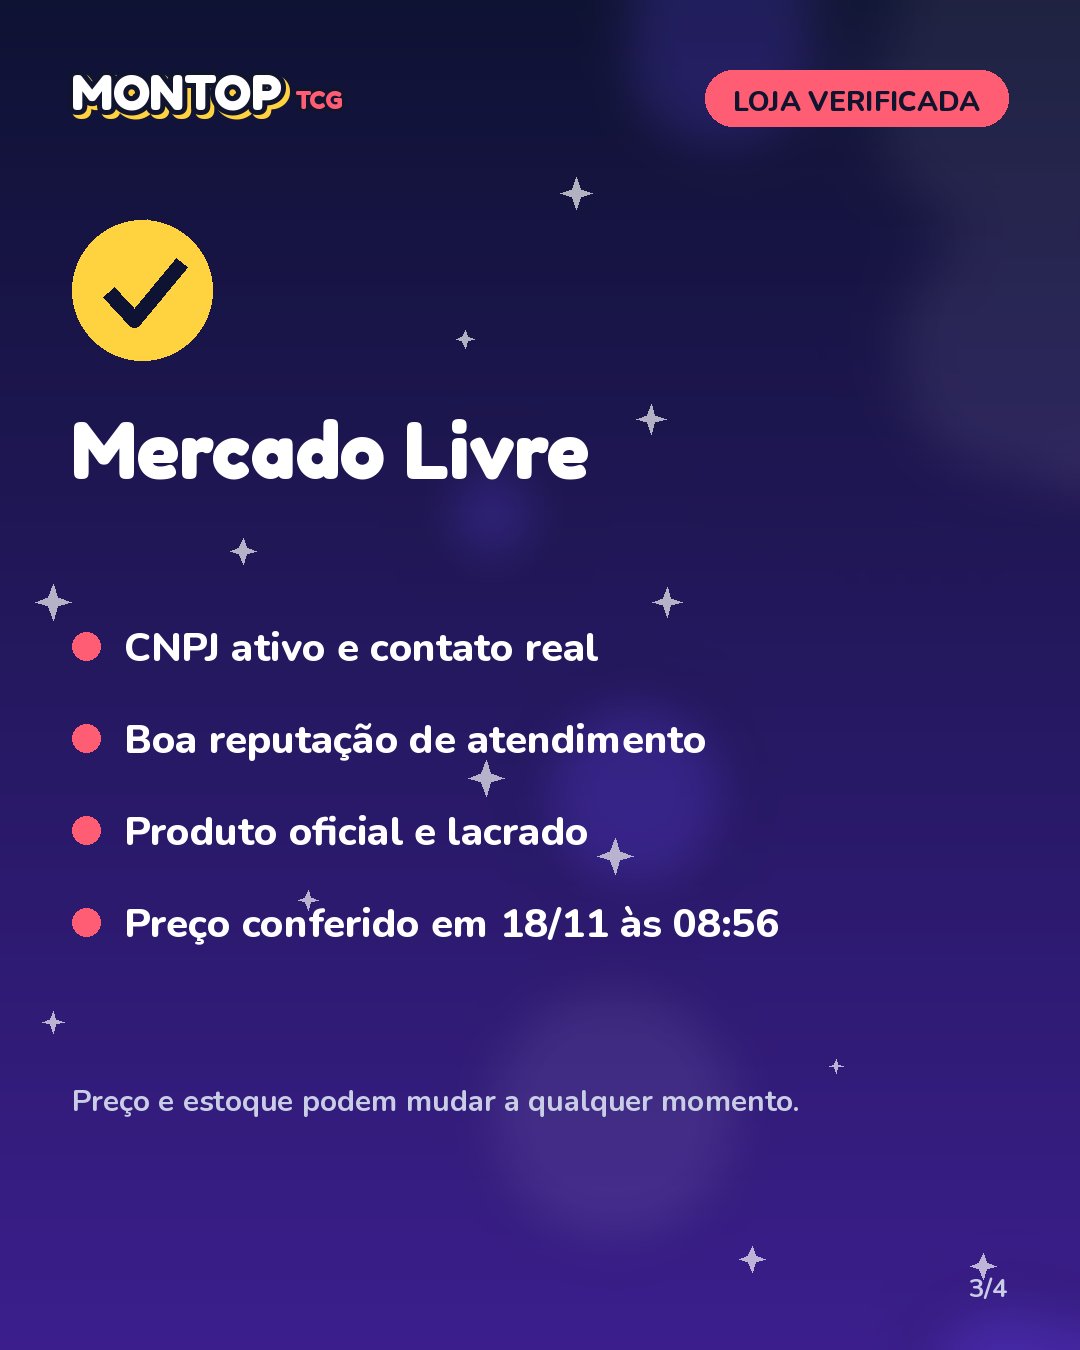 MONTOP TCG
LOJA VERIFICADA
Mercado Livre
CNPJ ativo e contato real
Boa reputação de atendimento
Produto oficial e lacrado
Preço conferido em 18/11 às 08:56
Preço e estoque podem mudar a qualquer momento.
3/4